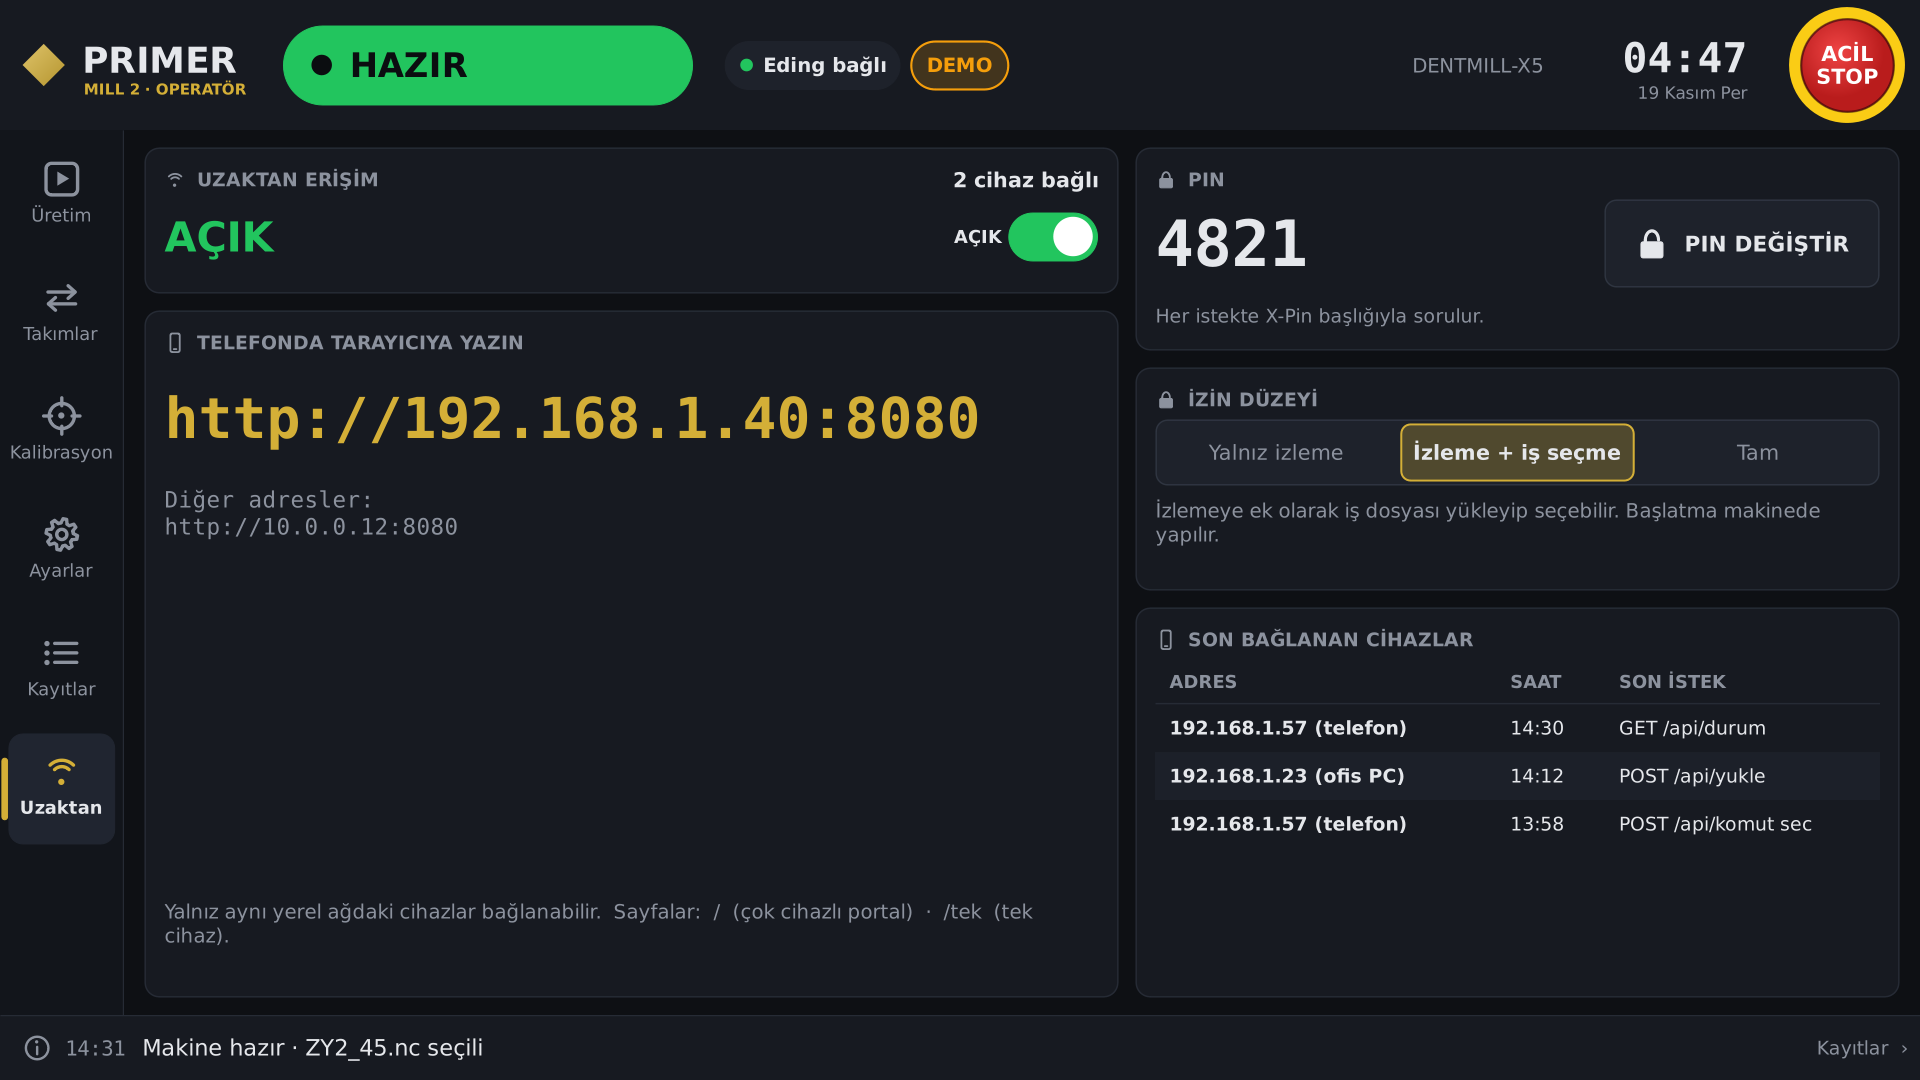 PRIMER
MILL 2 · OPERATÖR
HAZIR
Eding bağlı
DEMO
DENTMILL-X5
04:47
19 Kasım Per
ACİL
STOP
Üretim
Takımlar
Kalibrasyon
Ayarlar
Kayıtlar
Uzaktan
UZAKTAN ERİŞİM
2 cihaz bağlı
AÇIK
AÇIK
TELEFONDA TARAYICIYA YAZIN
http://192.168.1.40:8080
Diğer adresler:
http://10.0.0.12:8080
Yalnız aynı yerel ağdaki cihazlar bağlanabilir. Sayfalar: / (çok cihazlı portal) · /tek (tek
cihaz).
PIN
4821
PIN DEĞİŞTİR
Her istekte X-Pin başlığıyla sorulur.
İZİN DÜZEYİ
Yalnız izleme
İzleme + iş seçme
Tam
İzlemeye ek olarak iş dosyası yükleyip seçebilir. Başlatma makinede
yapılır.
SON BAĞLANAN CİHAZLAR
ADRES SAAT SON İSTEK
192.168.1.57 (telefon) 14:30 GET /api/durum
192.168.1.23 (ofis PC) 14:12 POST /api/yukle
192.168.1.57 (telefon) 13:58 POST /api/komut sec
14:31 Makine hazır · ZY2_45.nc seçili
Kayıtlar ›